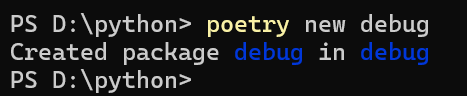 PS D:\python> poetry new debug
Created package debug in debug
PS D:\python>